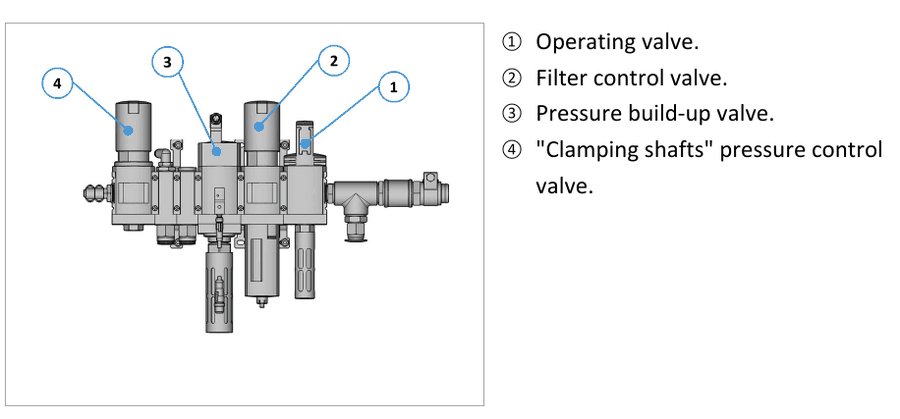 4
3
2
1
① Operating valve.
② Filter control valve.
③ Pressure build-up valve.
④ "Clamping shafts" pressure control
valve.